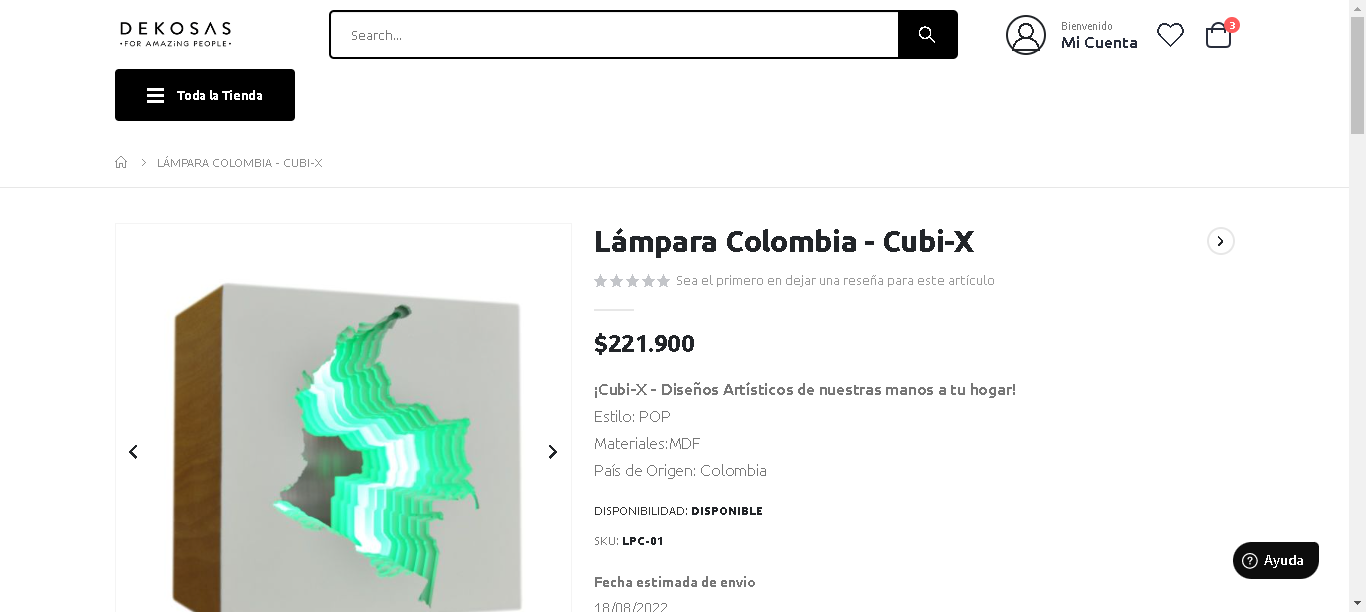 DEKOSAS
•FOR AMAZING PEOPLE•
Search...
Bienvenido
Mi Cuenta
3
Toda la Tienda
LÁMPARA COLOMBIA - CUBI-X
Lámpara Colombia - Cubi-X
Sea el primero en dejar una reseña para este artículo
$221.900
¡Cubi-X - Diseños Artísticos de nuestras manos a tu hogar!
Estilo: POP
Materiales:MDF
País de Origen: Colombia
DISPONIBILIDAD: DISPONIBLE
SKU: LPC-01
Ayuda
Fecha estimada de envio
18/08/2022